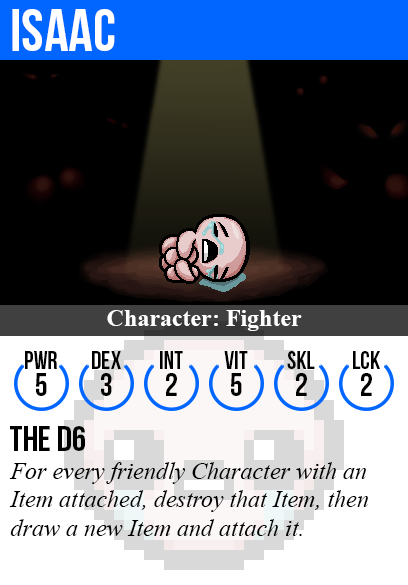 ISAAC
Character: Fighter
PWR DEX INT VIT SKL LCK
5 3 2 5 2 2
THE D6
For every friendly Character with an
Item attached, destroy that Item, then
draw a new Item and attach it.